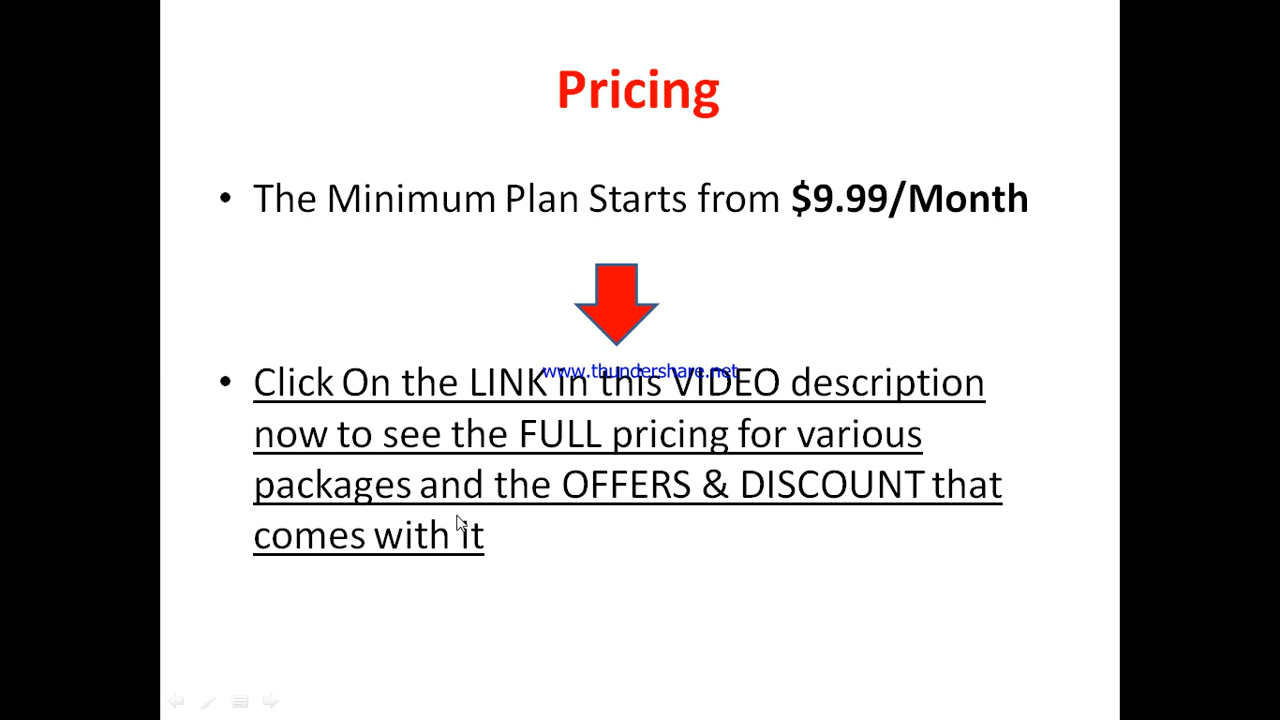 Pricing
• The Minimum Plan Starts from $9.99/Month
www.thundershare.net
• Click On the LINK in this VIDEO description
now to see the FULL pricing for various
packages and the OFFERS & DISCOUNT that
comes with it